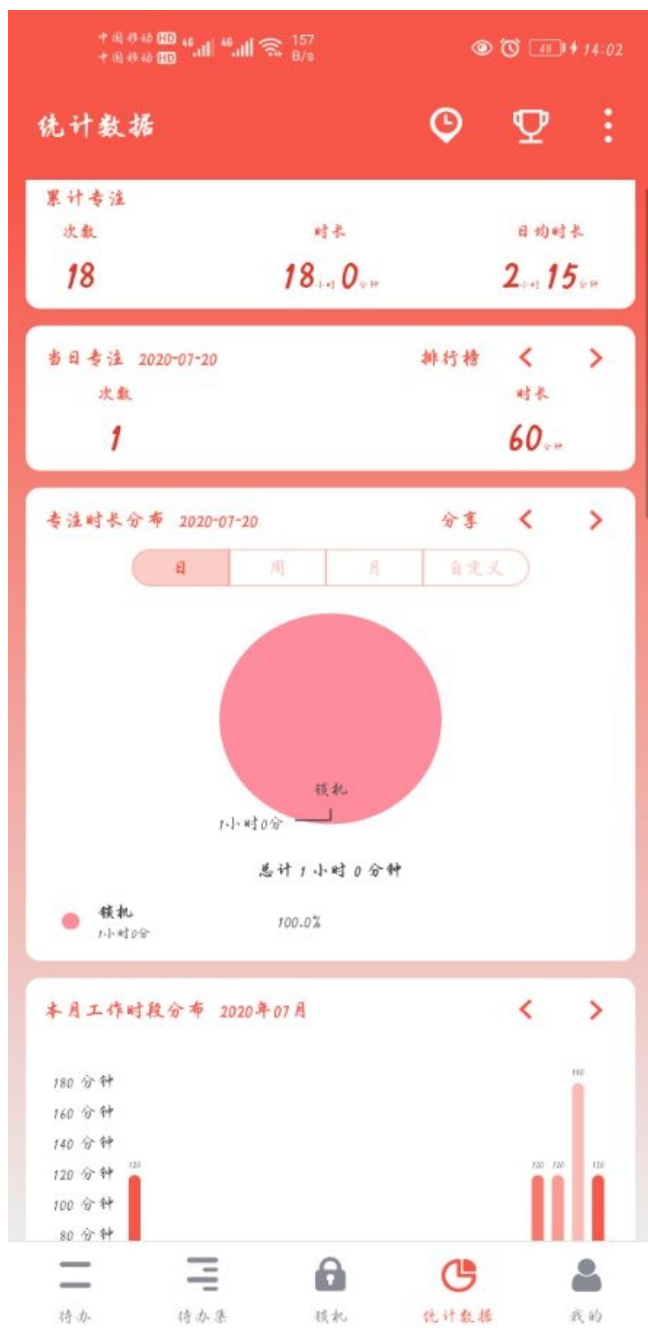 中国移动 HD 4G 4G 157 B/s 48 14:02
中国移动 HD
统计数据
累计专注
次数 时长 日均时长
18 18小时0分钟 2小时15分钟
当日专注 2020-07-20 排行榜
次数 时长
1 60分钟
专注时长分布 2020-07-20 分享
日 周 月 自定义
锁机
1小时0分
总计1小时0分钟
锁机 100.0%
1小时0分
本月工作时段分布 2020年07月
180 分钟 180
160 分钟
140 分钟
120 分钟 120 120 120 120
100 分钟
80 分钟
待办 待办集 锁机 统计数据 我的